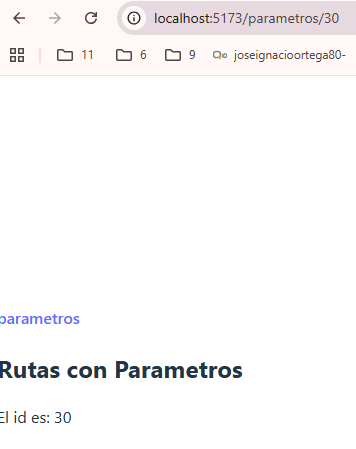 localhost:5173/parametros/30
11 6 9 joseignacioortega80-
parametros
Rutas con Parametros
El id es: 30